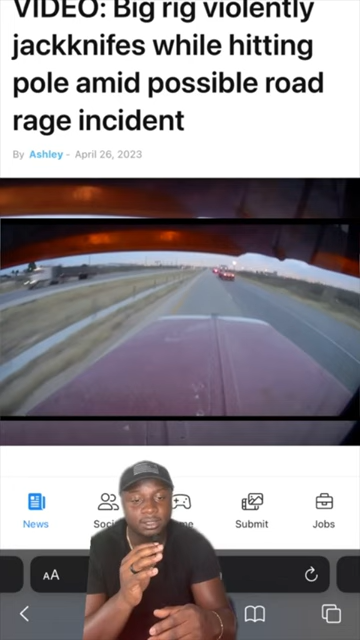 VIDEO: Big rig violently
jackknifes while hitting
pole amid possible road
rage incident
By Ashley - April 26, 2023
News
Submit
Jobs
AA